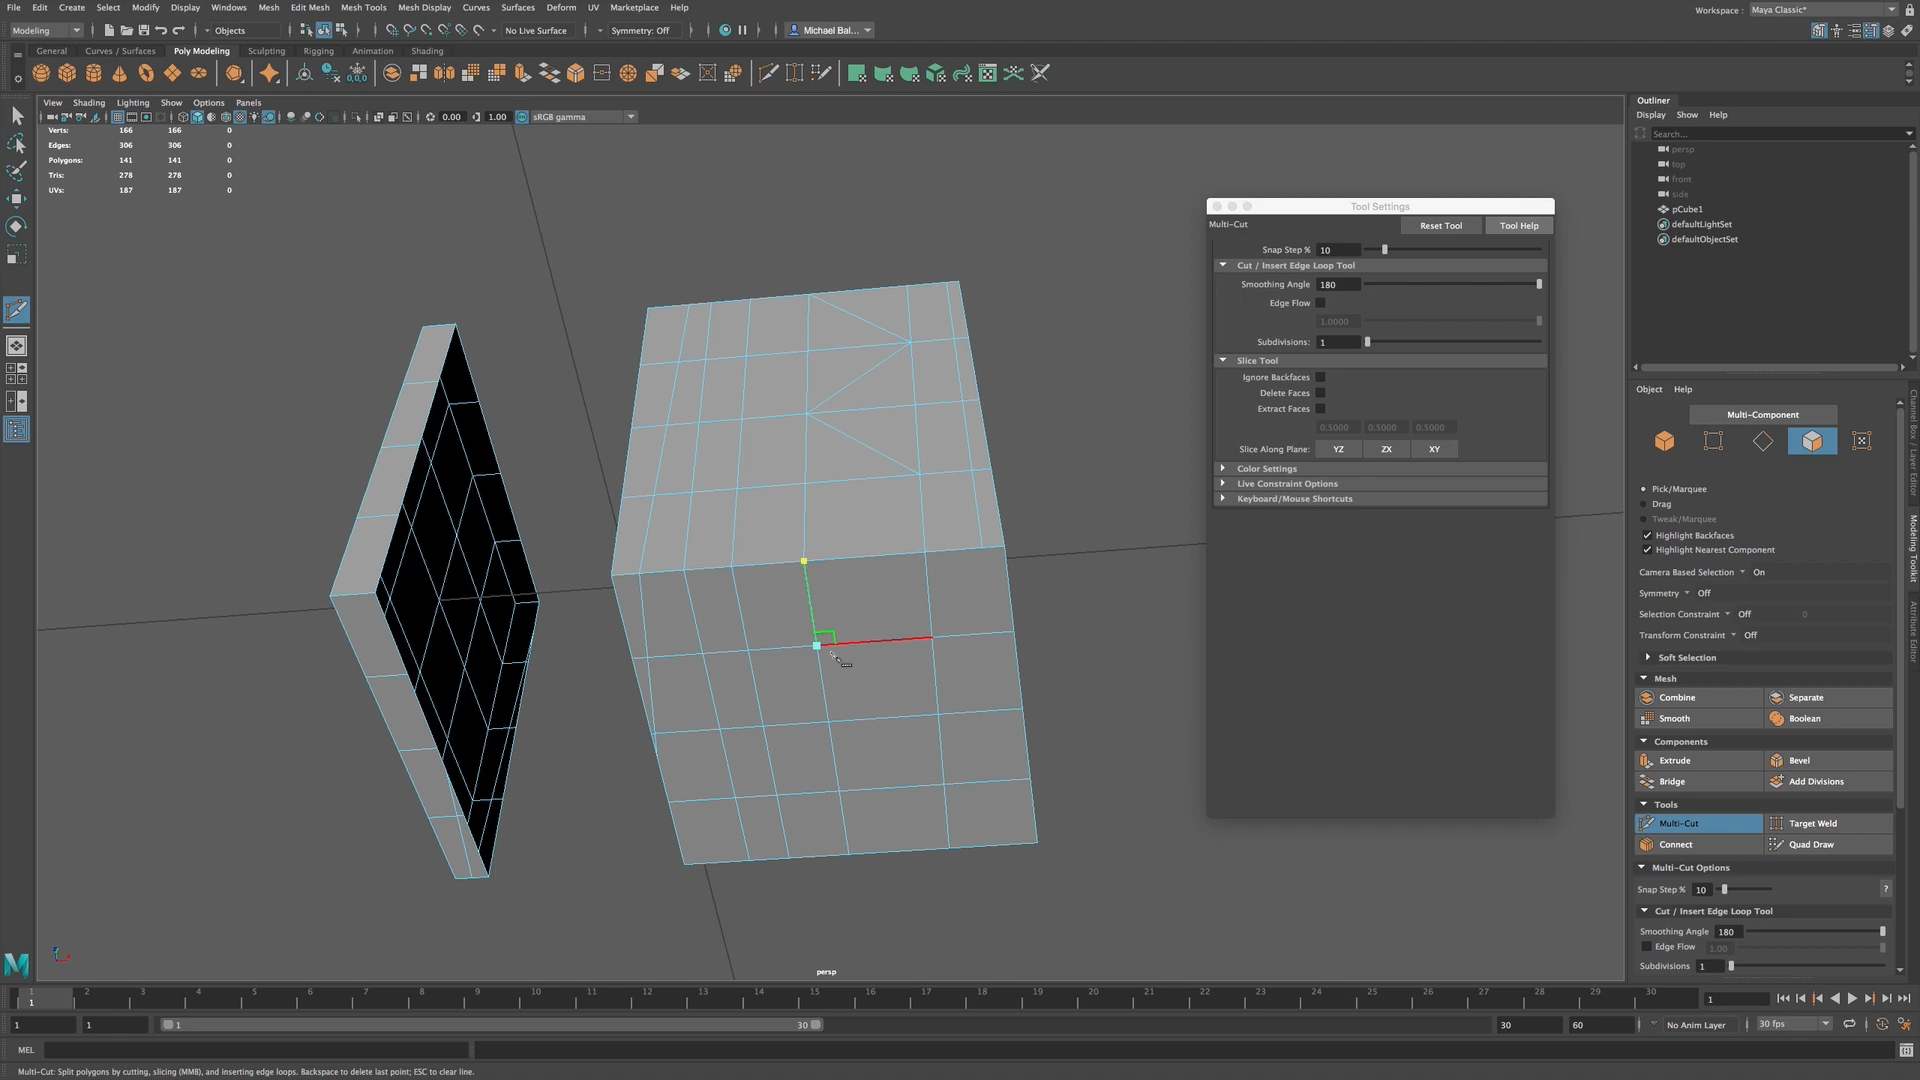 File Edit Create Select Modify Display Windows Mesh Edit Mesh Mesh Tools Mesh Display Curves Surfaces Deform UV Marketplace Help
Workspace : Maya Classic*
Modeling Objects No Live Surface Symmetry: Off Michael Bal...
General Curves / Surfaces Poly Modeling Sculpting Rigging Animation Shading
0,0,0
View Shading Lighting Show Options Panels
0.00 1.00 sRGB gamma
Verts: 166 166 0
Edges: 306 306 0
Polygons: 141 141 0
Tris: 278 278 0
UVs: 187 187 0
persp
Tool Settings
Multi-Cut Reset Tool Tool Help
Snap Step % 10
Cut / Insert Edge Loop Tool
Smoothing Angle 180
Edge Flow
1.0000
Subdivisions: 1
Slice Tool
Ignore Backfaces
Delete Faces
Extract Faces
0.5000 0.5000 0.5000
Slice Along Plane: YZ ZX XY
Color Settings
Live Constraint Options
Keyboard/Mouse Shortcuts
Outliner
Display Show Help
Search...
persp
top
front
side
pCube1
defaultLightSet
defaultObjectSet
Object Help
Multi-Component
Pick/Marquee
Drag
Tweak/Marquee
Highlight Backfaces
Highlight Nearest Component
Camera Based Selection On
Symmetry Off
Selection Constraint Off 0
Transform Constraint Off
Soft Selection
Mesh
Combine Separate
Smooth Boolean
Components
Extrude Bevel
Bridge Add Divisions
Tools
Multi-Cut Target Weld
Connect Quad Draw
Multi-Cut Options
Snap Step % 10 ?
Cut / Insert Edge Loop Tool
Smoothing Angle 180
Edge Flow 1.00
Subdivisions 1
Channel Box / Layer Editor
Modeling Toolkit
Attribute Editor
1 2 3 4 5 6 7 8 9 10 11 12 13 14 15 16 17 18 19 20 21 22 23 24 25 26 27 28 29 30
1 1
1 1 1 30 30 60 No Anim Layer 30 fps
MEL
Multi-Cut: Split polygons by cutting, slicing (MMB), and inserting edge loops. Backspace to delete last point; ESC to clear line.